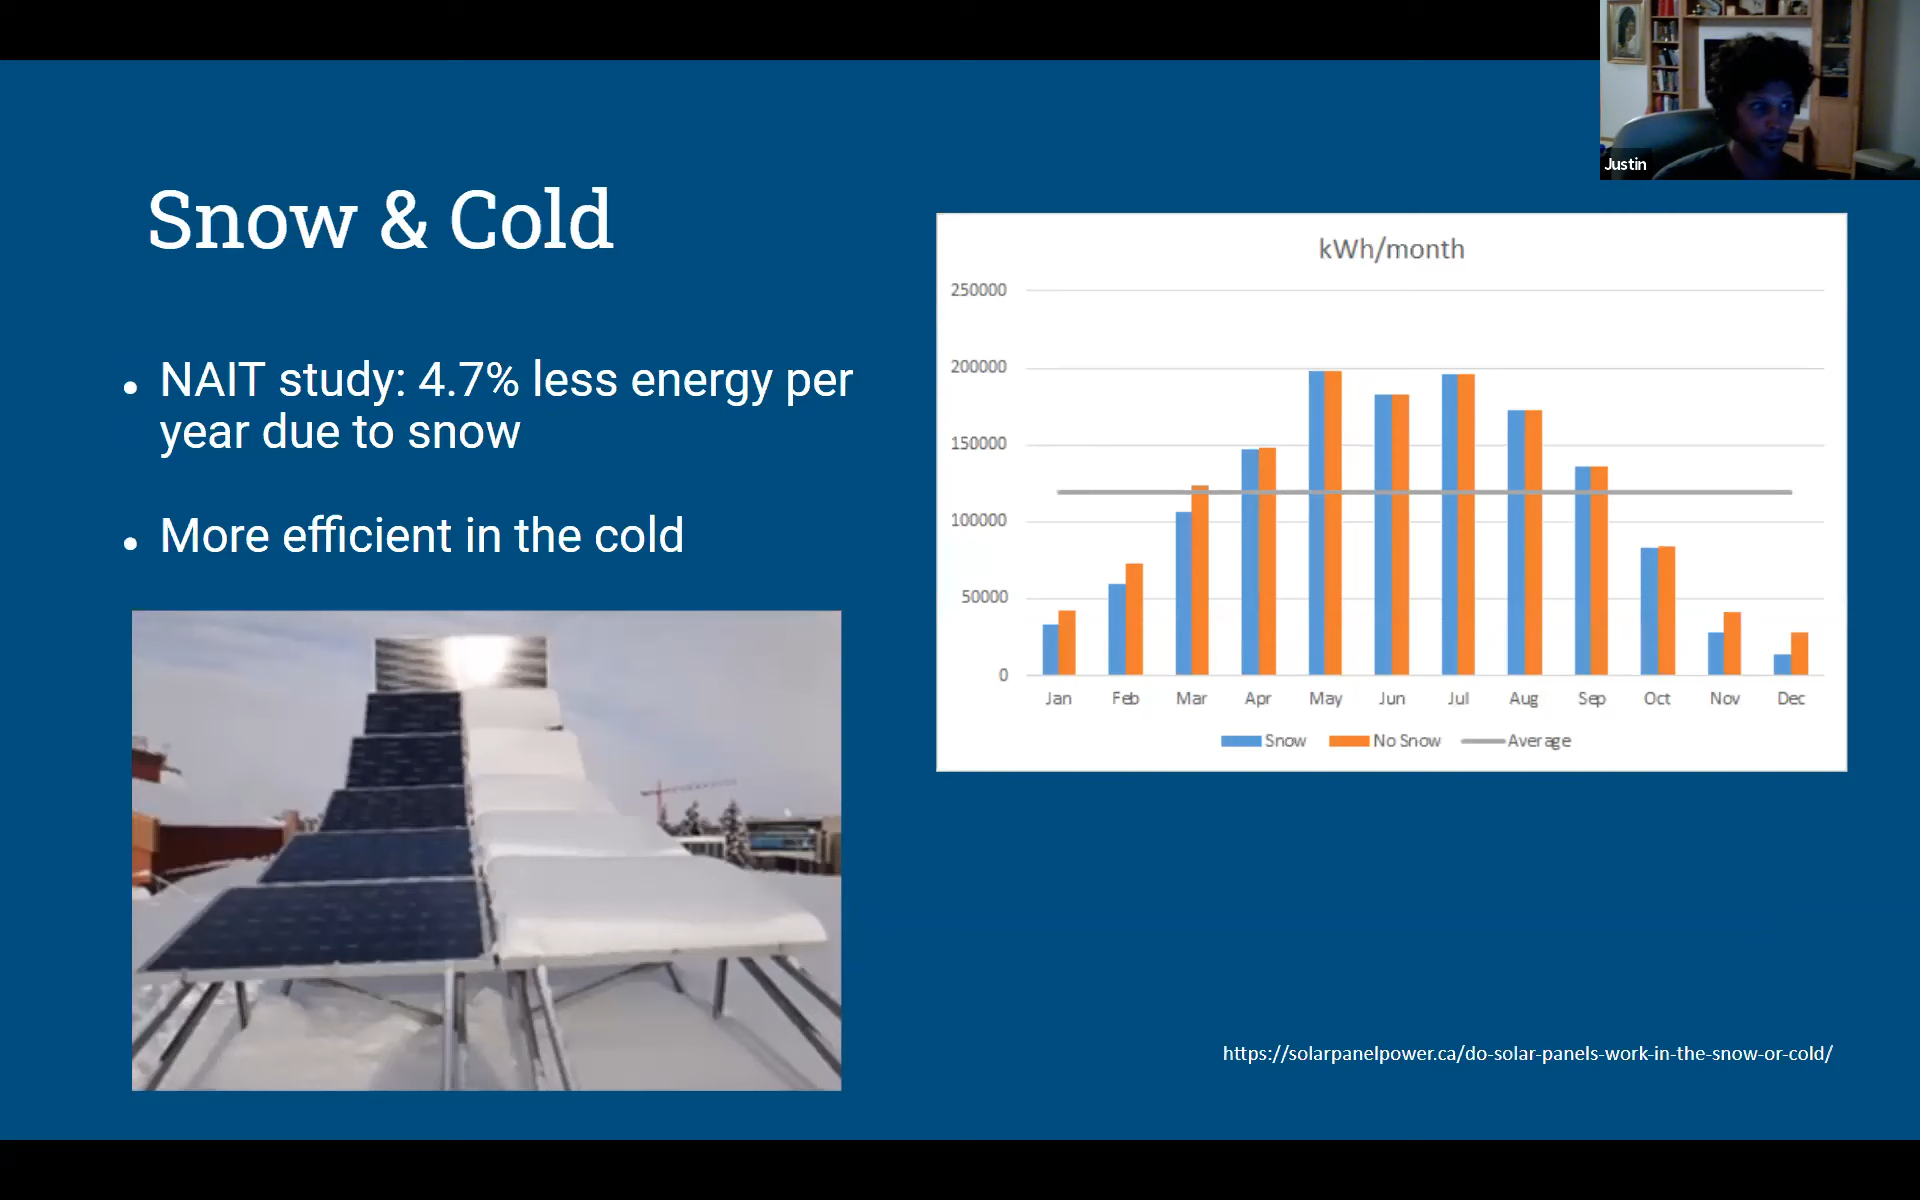 Justin
Snow & Cold
• NAIT study: 4.7% less energy per
year due to snow
• More efficient in the cold
kWh/month
250000
200000
150000
100000
50000
0
Jan Feb Mar Apr May Jun Jul Aug Sep Oct Nov Dec
Snow No Snow Average
https://solarpanelpower.ca/do-solar-panels-work-in-the-snow-or-cold/